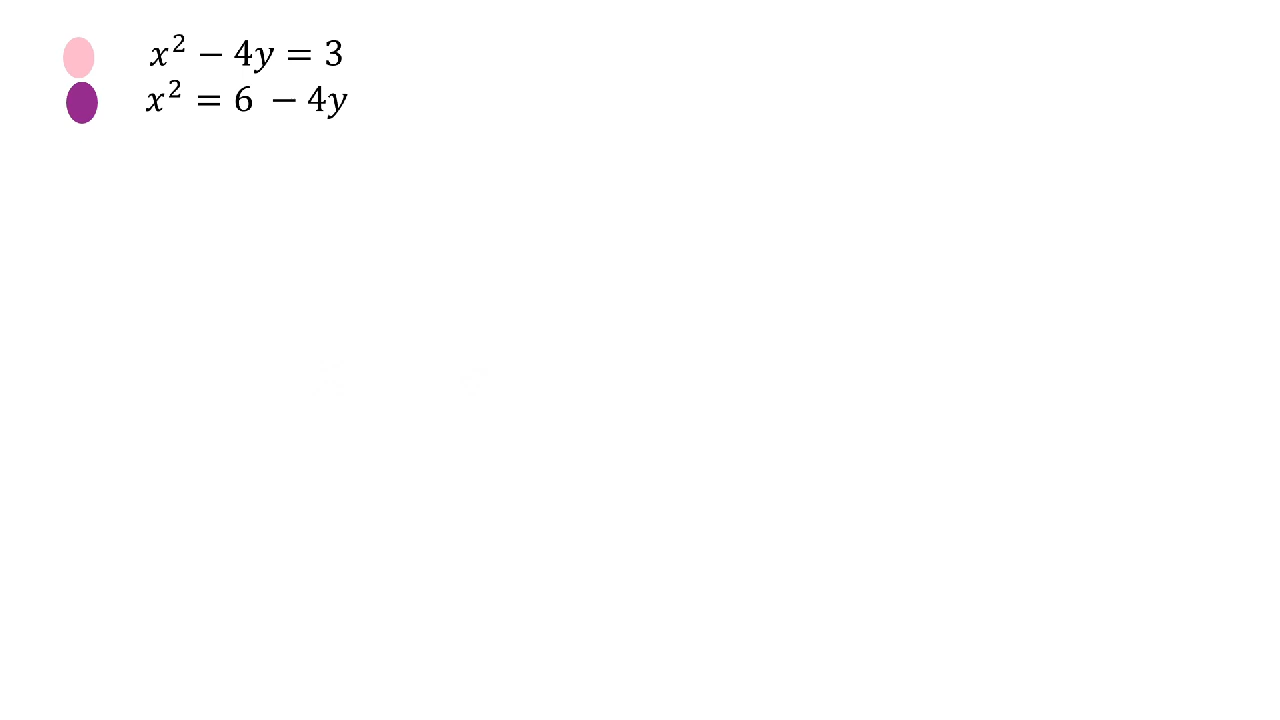 x² − 4y = 3
x² = 6 − 4y